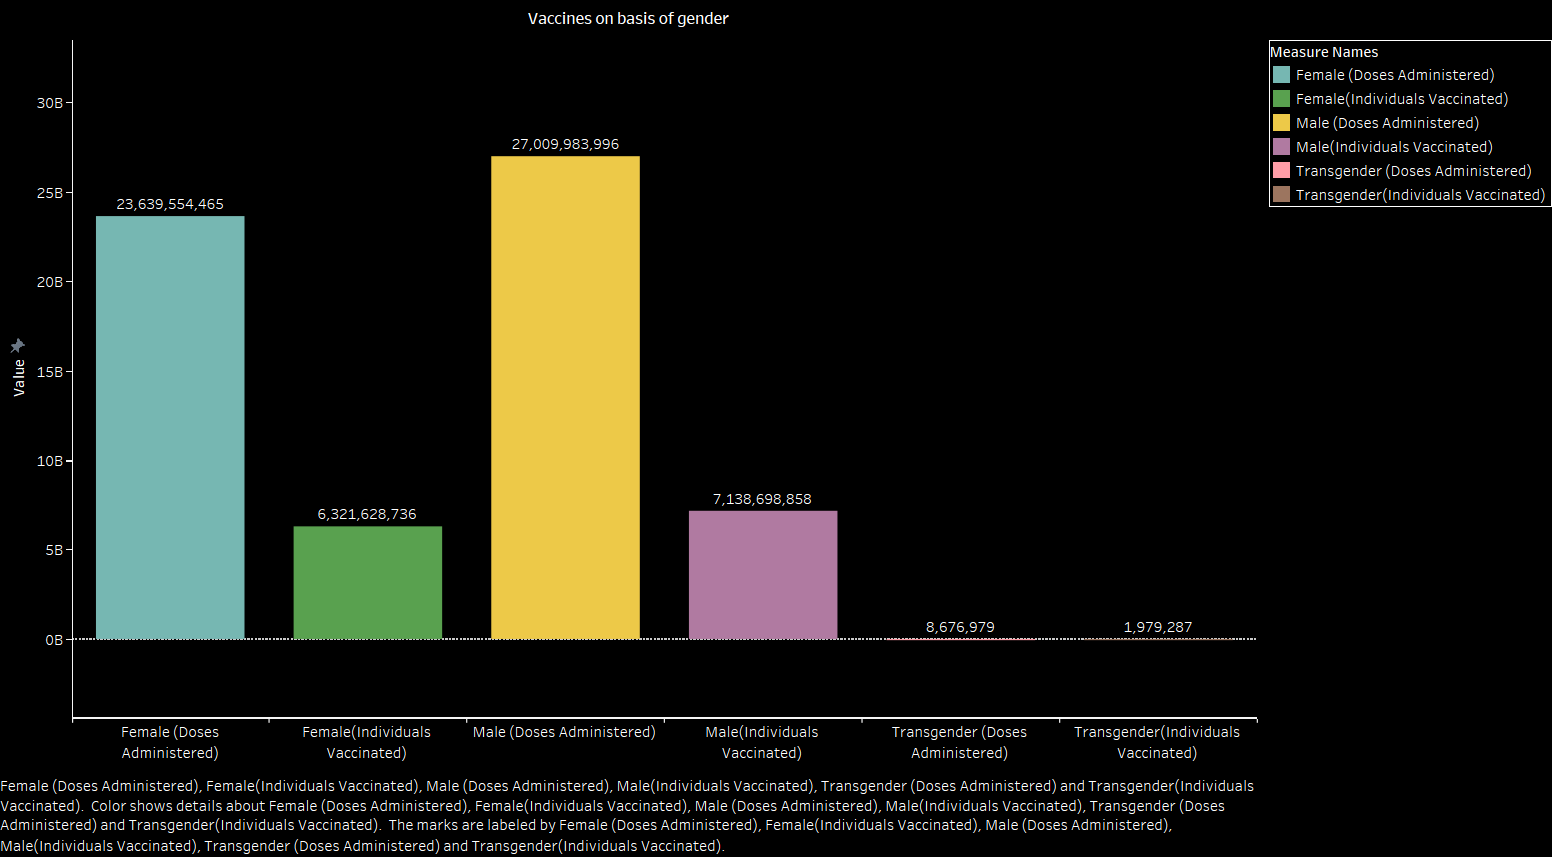 Vaccines on basis of gender
Measure Names
Female (Doses Administered)
Female(Individuals Vaccinated)
Male (Doses Administered)
Male(Individuals Vaccinated)
Transgender (Doses Administered)
Transgender(Individuals Vaccinated)
Value
30B
25B
20B
15B
10B
5B
0B
23,639,554,465
6,321,628,736
27,009,983,996
7,138,698,858
8,676,979
1,979,287
Female (Doses
Administered)
Female(Individuals
Vaccinated)
Male (Doses Administered)
Male(Individuals
Vaccinated)
Transgender (Doses
Administered)
Transgender(Individuals
Vaccinated)
Female (Doses Administered), Female(Individuals Vaccinated), Male (Doses Administered), Male(Individuals Vaccinated), Transgender (Doses Administered) and Transgender(Individuals
Vaccinated).  Color shows details about Female (Doses Administered), Female(Individuals Vaccinated), Male (Doses Administered), Male(Individuals Vaccinated), Transgender (Doses
Administered) and Transgender(Individuals Vaccinated).  The marks are labeled by Female (Doses Administered), Female(Individuals Vaccinated), Male (Doses Administered),
Male(Individuals Vaccinated), Transgender (Doses Administered) and Transgender(Individuals Vaccinated).